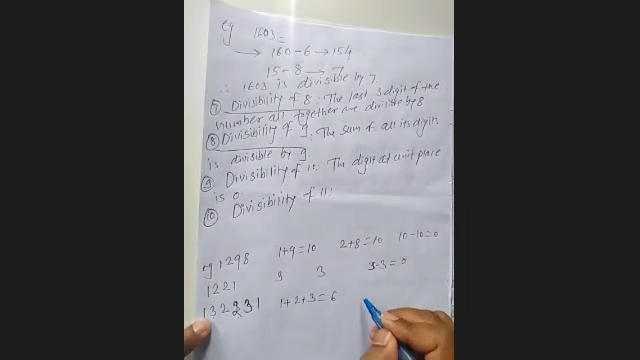 eg 1603 =
→ 160 - 6 → 154
15 - 8 → 7
∴ 1603 is divisible by 7.
⑦ Divisibility of 8 : The last 3 digit of the
number all together are divisible by 8
⑧ Divisibility of 9 : The sum of all its digits
is divisible by 9.
⑨ Divisibility of 10: The digit at unit place
is 0.
⑩ Divisibility of 11:
eg 1298 1+9=10 2+8=10 10-10=0
1221 3 3 3-3=0
132231 1+2+3=6